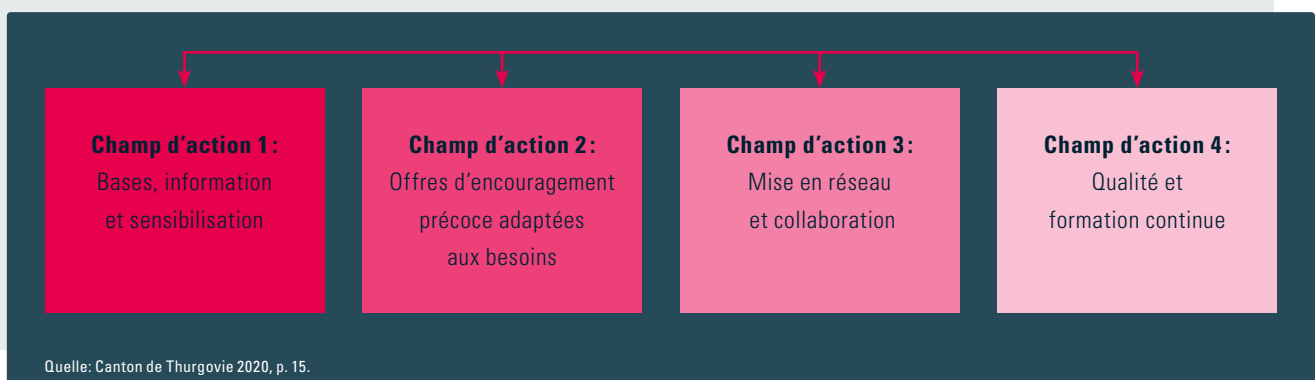 Champ d’action 1:
Bases, information
et sensibilisation
Champ d’action 2:
Offres d’encouragement
précoce adaptées
aux besoins
Champ d’action 3:
Mise en réseau
et collaboration
Champ d’action 4:
Qualité et
formation continue
Quelle: Canton de Thurgovie 2020, p. 15.